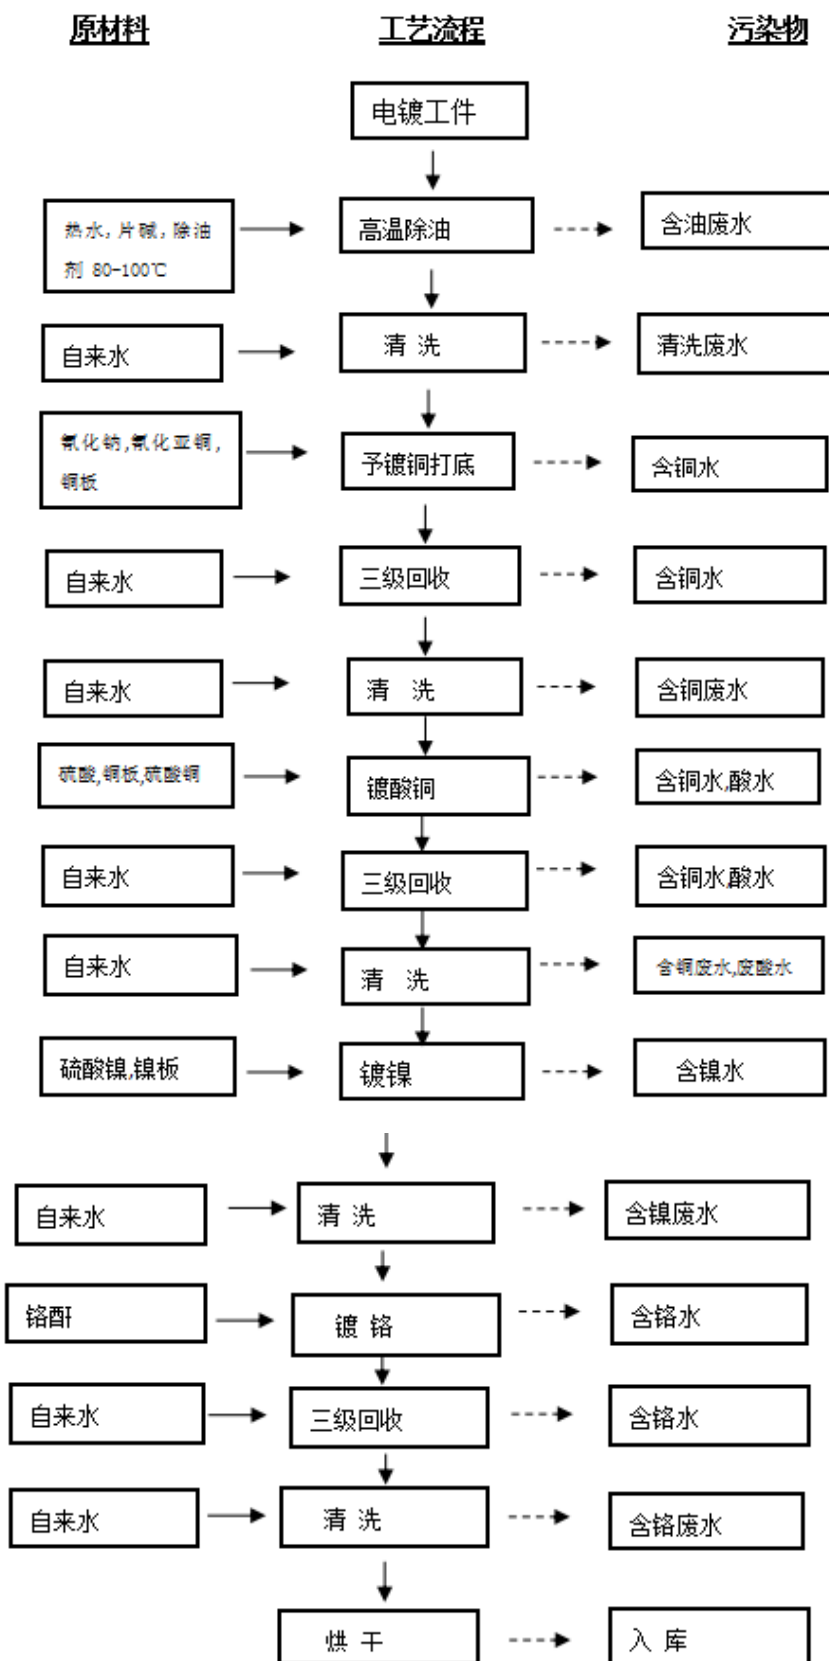 原材料 工艺流程 污染物
电镀工件
热水，片碱，除油
剂 80-100℃
高温除油
含油废水
自来水
清 洗
清洗废水
氰化钠,氰化亚铜,
铜板
予镀铜打底
含铜水
自来水
三级回收
含铜水
自来水
清 洗
含铜废水
硫酸,铜板,硫酸铜
镀酸铜
含铜水,酸水
自来水
三级回收
含铜水,酸水
自来水
清 洗
含铜废水,废酸水
硫酸镍,镍板
镀镍
含镍水
自来水
清 洗
含镍废水
铬酐
镀 铬
含铬水
自来水
三级回收
含铬水
自来水
清 洗
含铬废水
烘 干
入 库